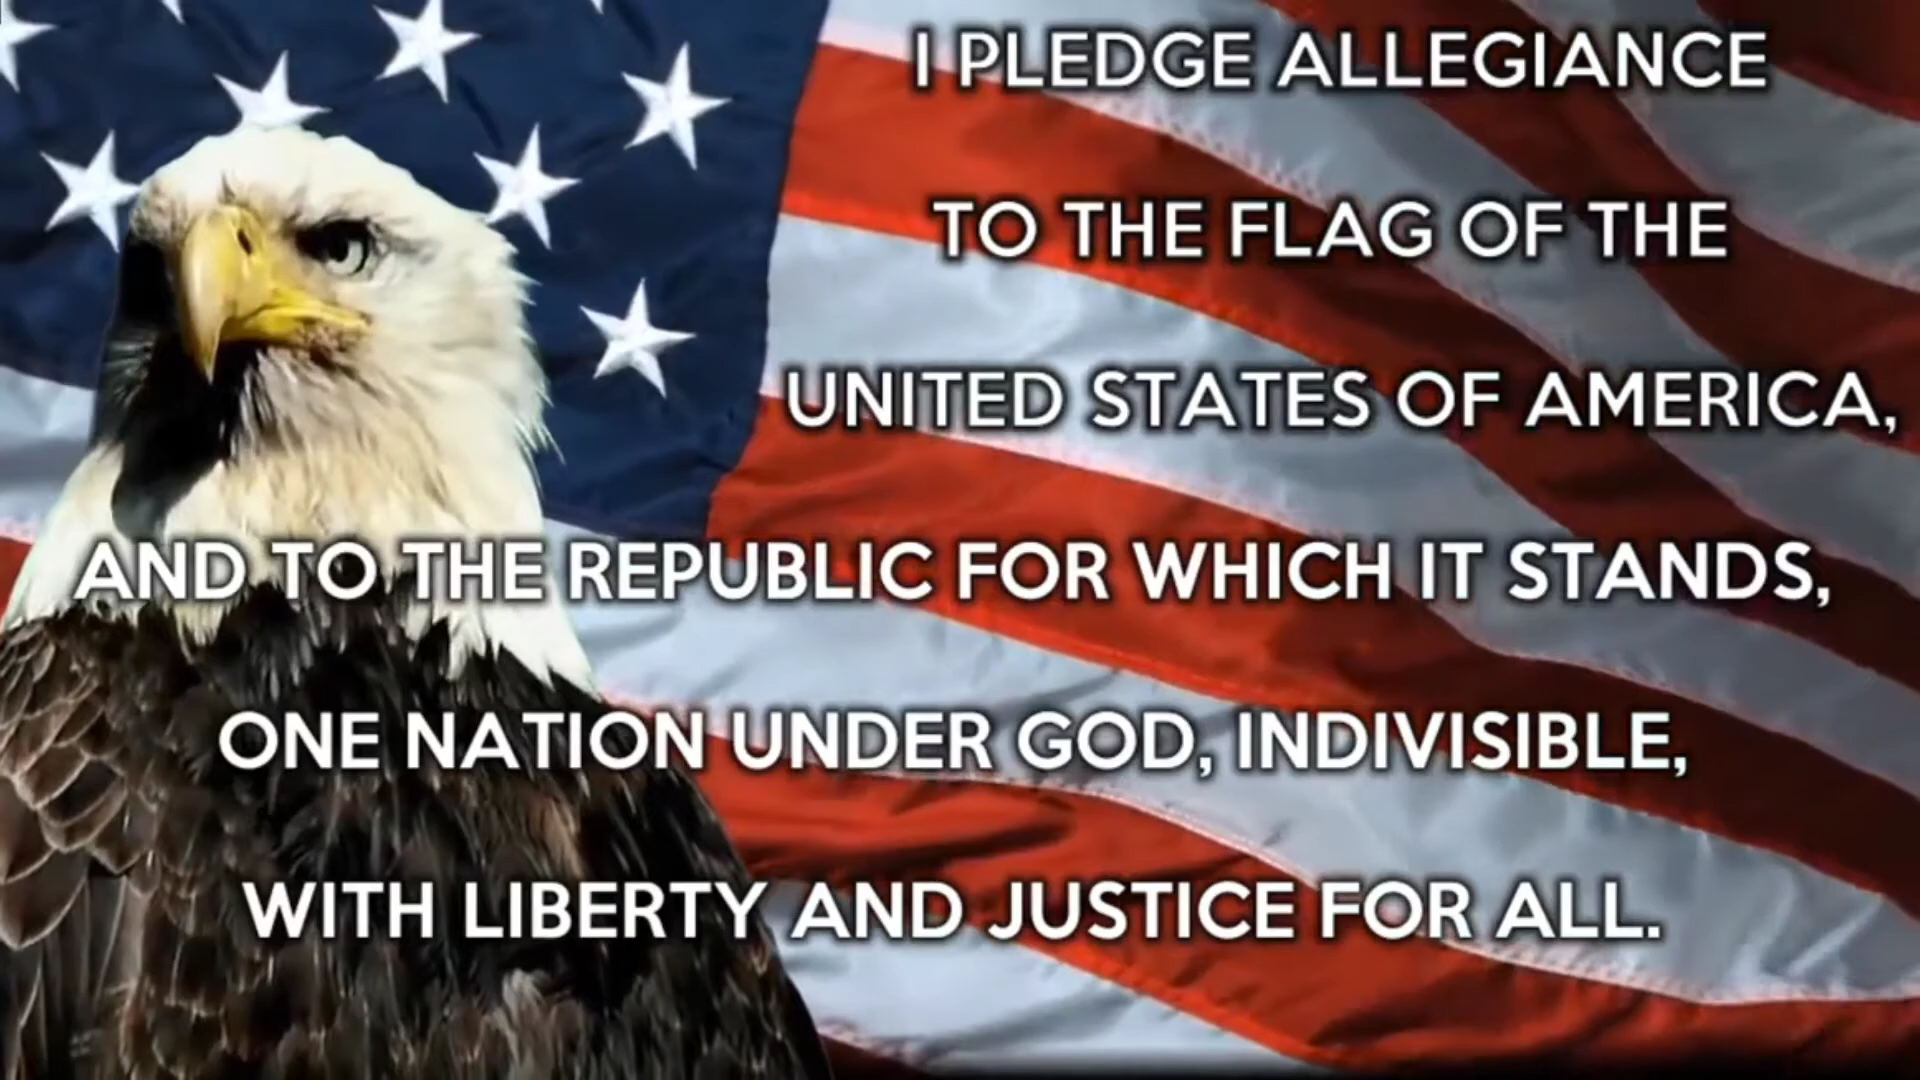 I PLEDGE ALLEGIANCE
TO THE FLAG OF THE
UNITED STATES OF AMERICA,
AND TO THE REPUBLIC FOR WHICH IT STANDS,
ONE NATION UNDER GOD, INDIVISIBLE,
WITH LIBERTY AND JUSTICE FOR ALL.